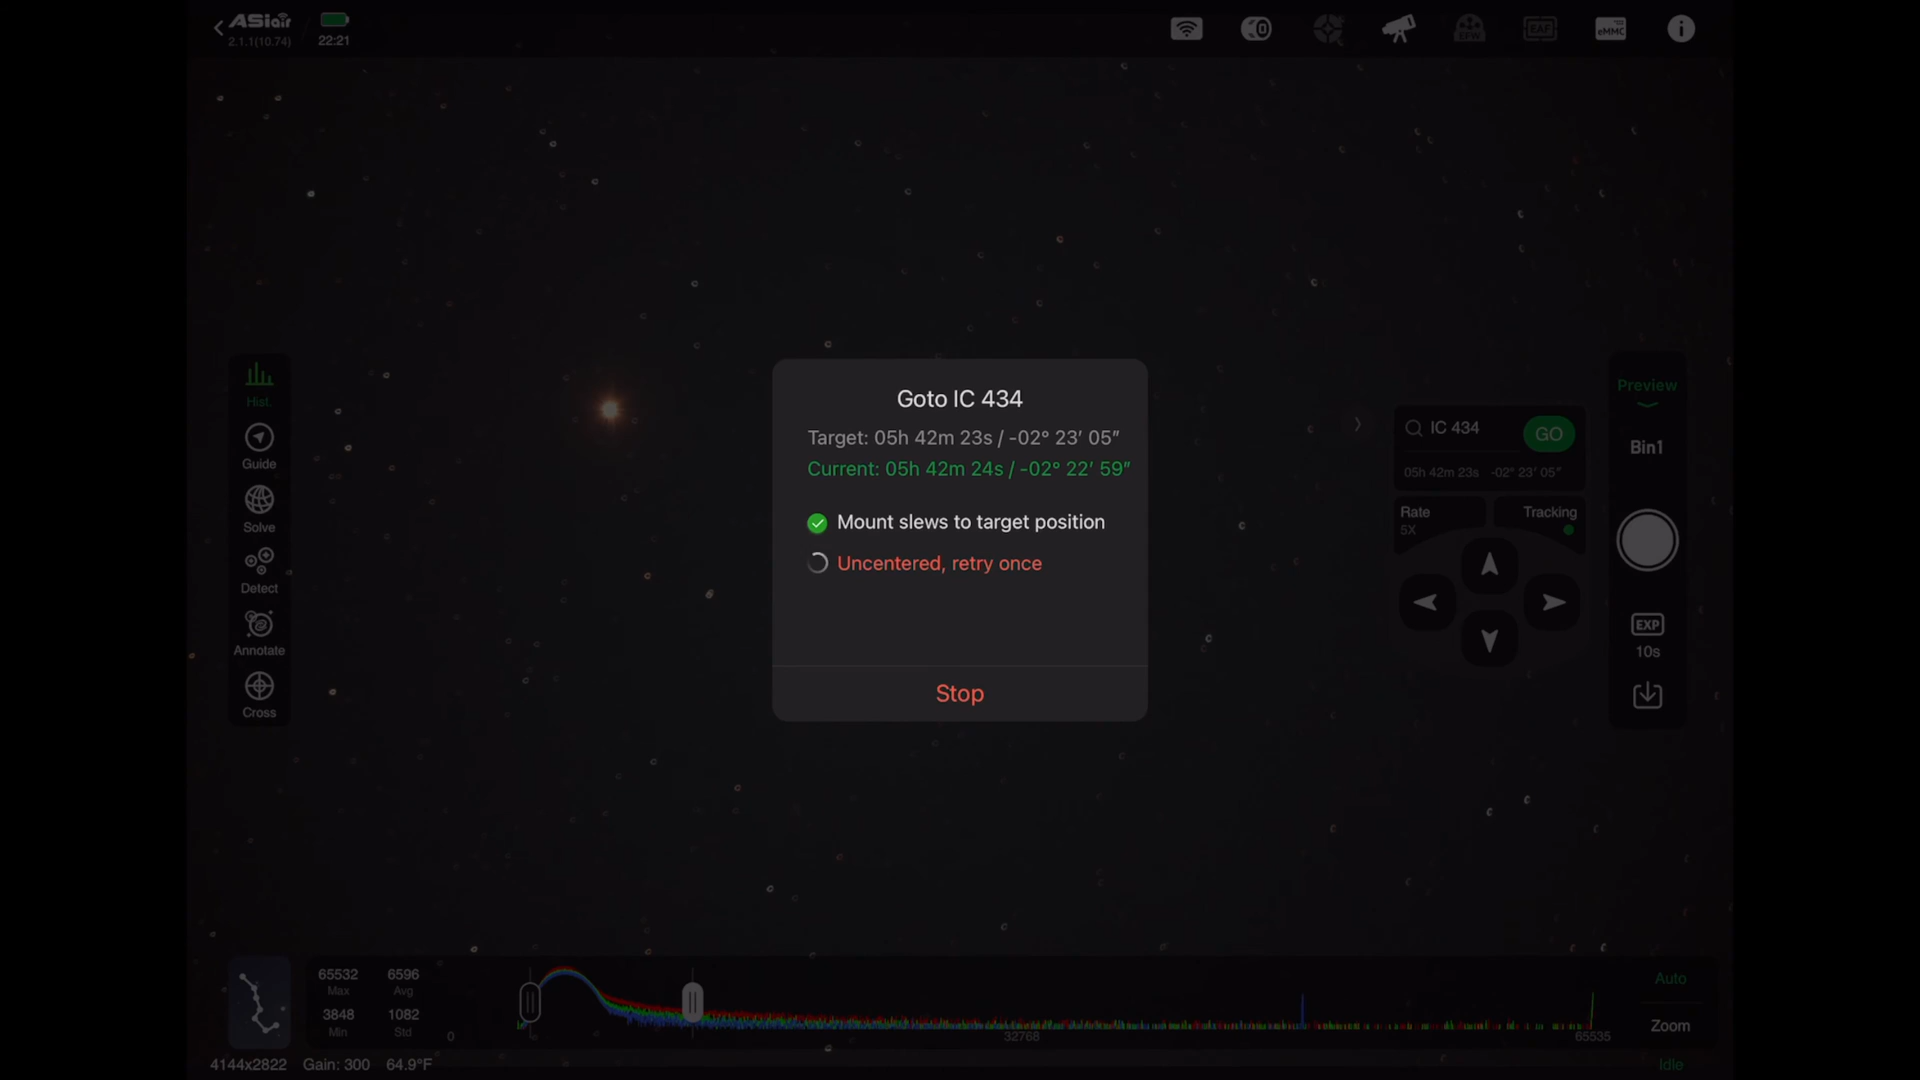 ASIair
2.1.1(10.74)
22:21
EFW
EAF
eMMC
Hist.
Guide
Solve
Detect
Annotate
Cross
Goto IC 434
Target: 05h 42m 23s / -02° 23′ 05″
Current: 05h 42m 24s / -02° 22′ 59″
Mount slews to target position
Uncentered, retry once
Stop
IC 434
GO
05h 42m 23s -02° 23′ 05″
Rate
5X
Tracking
Preview
Bin1
EXP
10s
65532 6596
Max Avg
3848 1082
Min Std
0
32768
65535
Auto
Zoom
4144x2822 Gain: 300 64.9°F
Idle